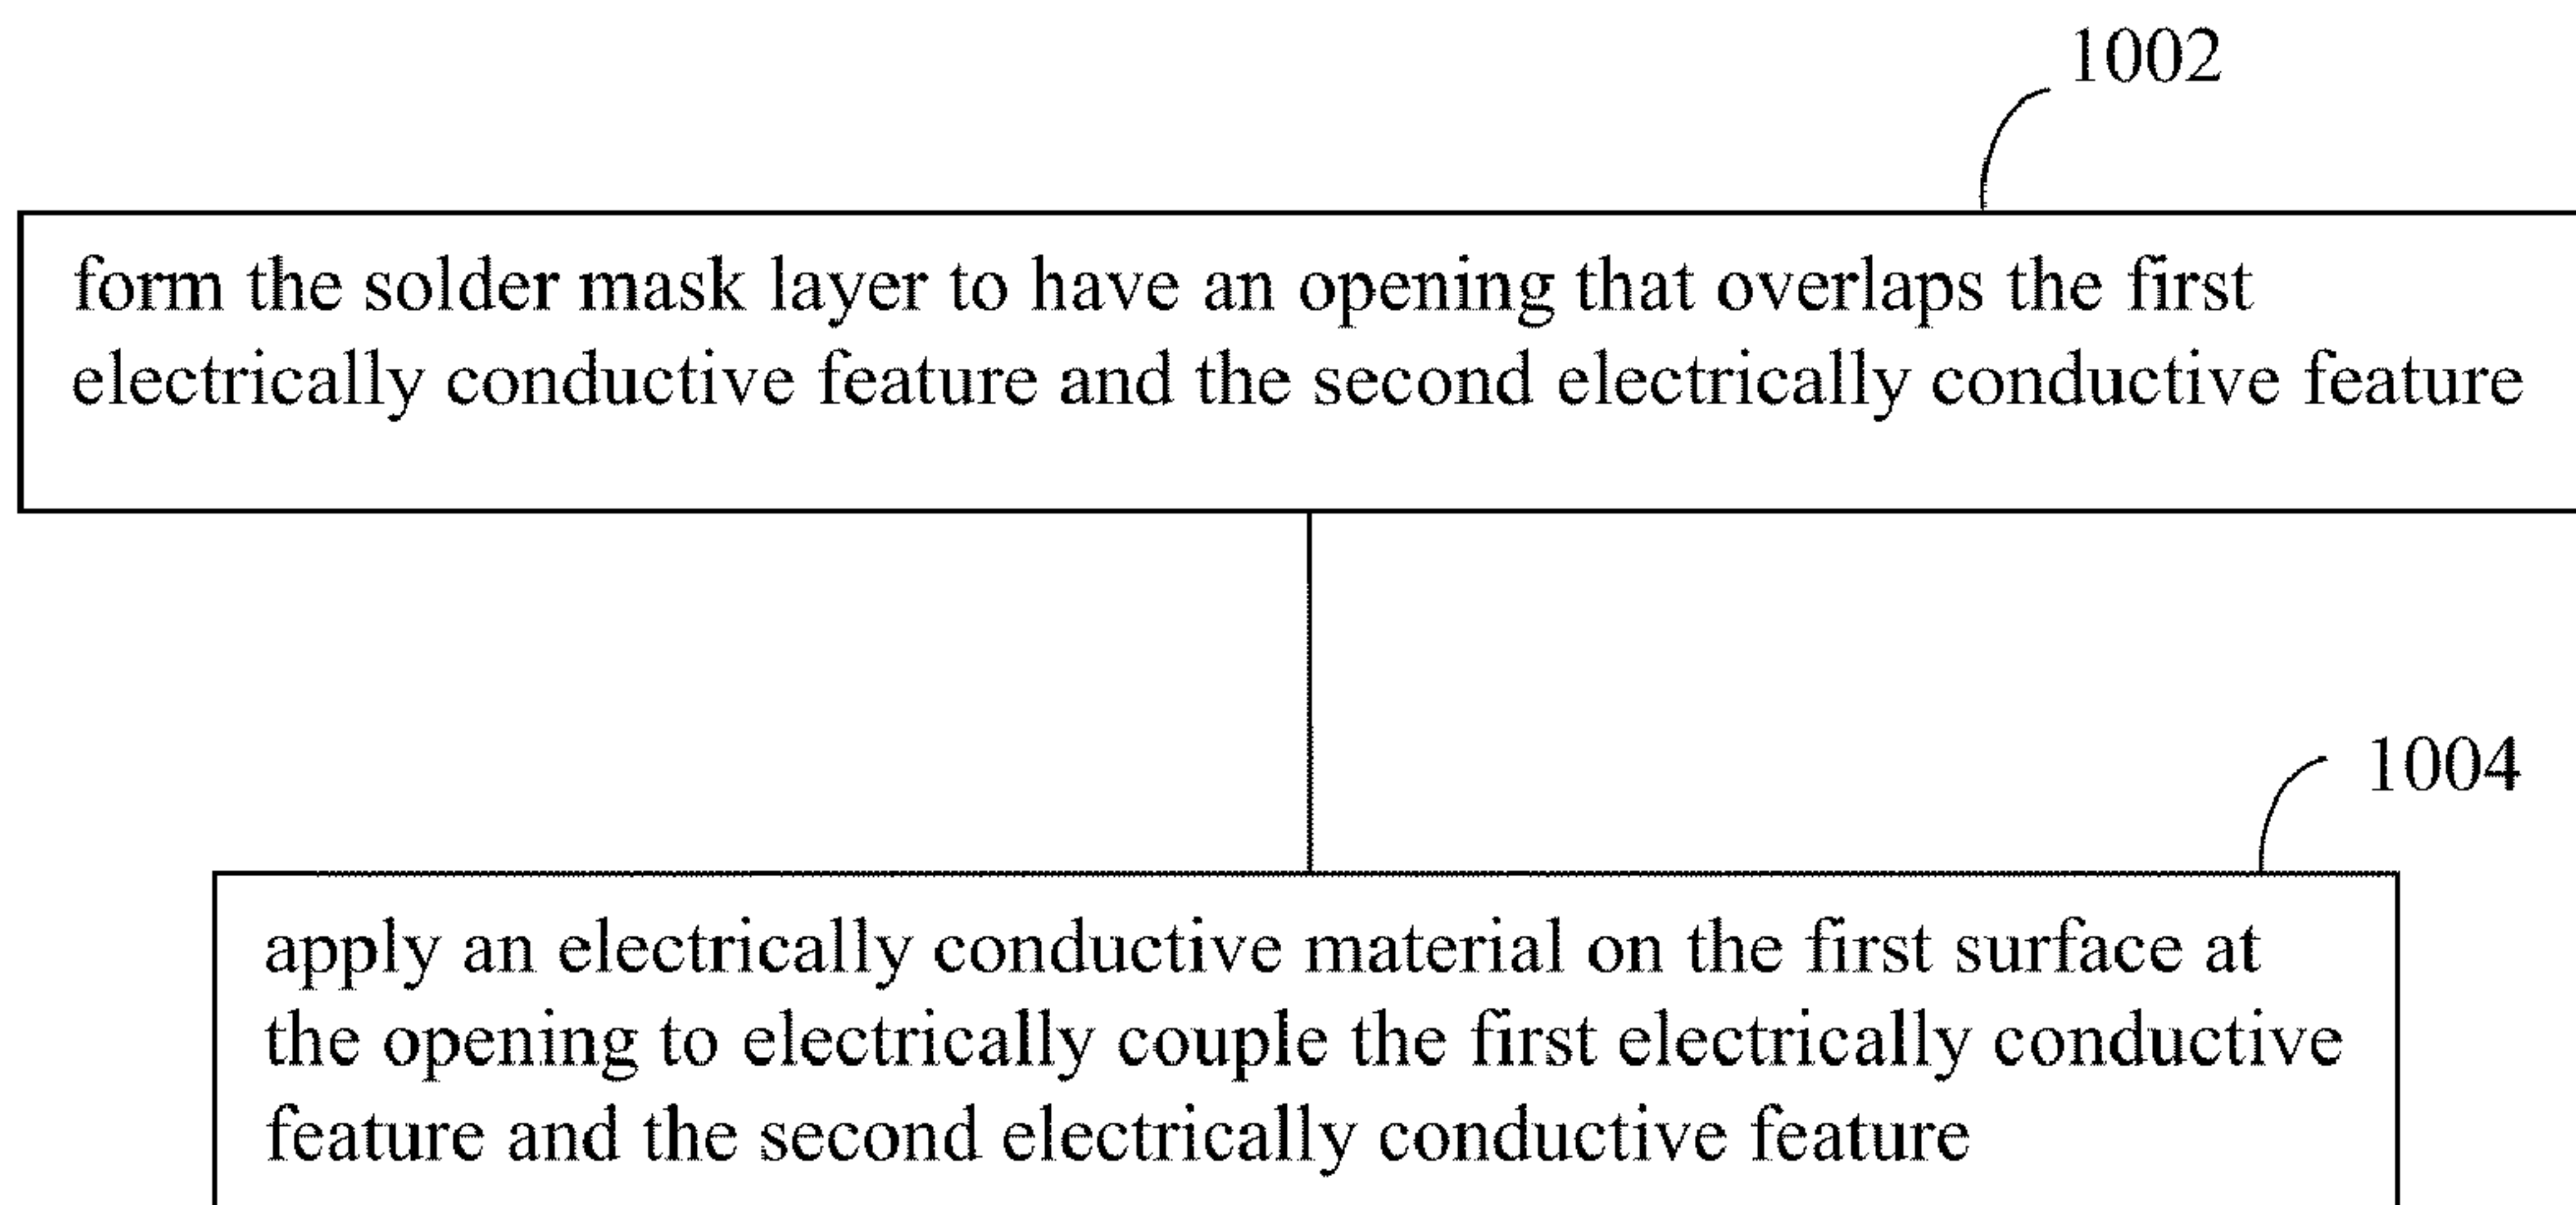 1002
form the solder mask layer to have an opening that overlaps the first
electrically conductive feature and the second electrically conductive feature
1004
apply an electrically conductive material on the first surface at
the opening to electrically couple the first electrically conductive
feature and the second electrically conductive feature